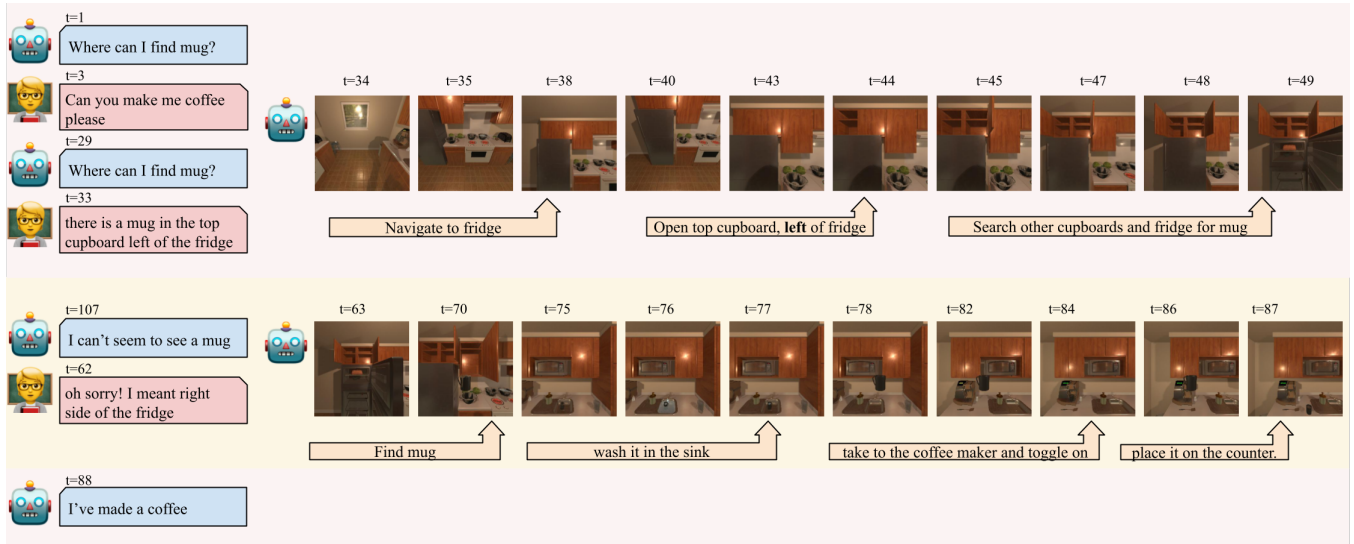 t=1
Where can I find mug?
t=3
Can you make me coffee
please
t=29
Where can I find mug?
t=33
there is a mug in the top
cupboard left of the fridge
t=34 t=35 t=38 t=40 t=43 t=44 t=45 t=47 t=48 t=49
Navigate to fridge
Open top cupboard, left of fridge
Search other cupboards and fridge for mug
t=107
I can't seem to see a mug
t=62
oh sorry! I meant right
side of the fridge
t=63 t=70 t=75 t=76 t=77 t=78 t=82 t=84 t=86 t=87
Find mug
wash it in the sink
take to the coffee maker and toggle on
place it on the counter.
t=88
I've made a coffee